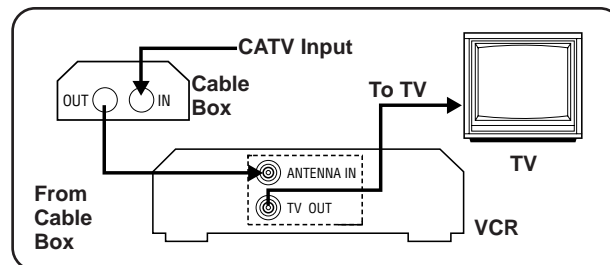 CATV Input
Cable
Box
OUT
IN
To TV
TV
ANTENNA IN
TV OUT
From
Cable
Box
VCR